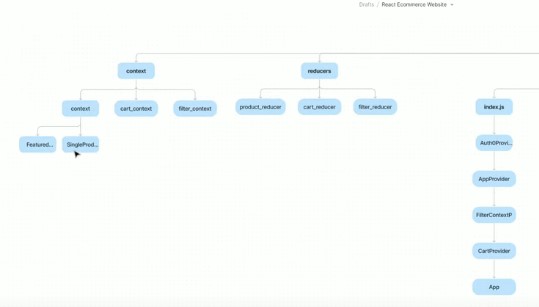 Drafts / React Ecommerce Website
context
reducers
context
cart_context
filter_context
product_reducer
cart_reducer
filter_reducer
index.js
Featured...
SingleProd...
Auth0Provi...
AppProvider
FilterContextP
CartProvider
App